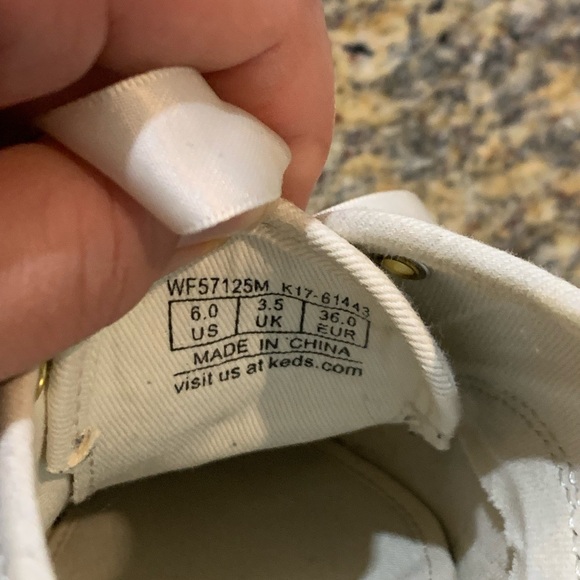 WF57125M K17-61443
6.0 3.5 36.0
US UK EUR
MADE IN CHINA
visit us at keds.com